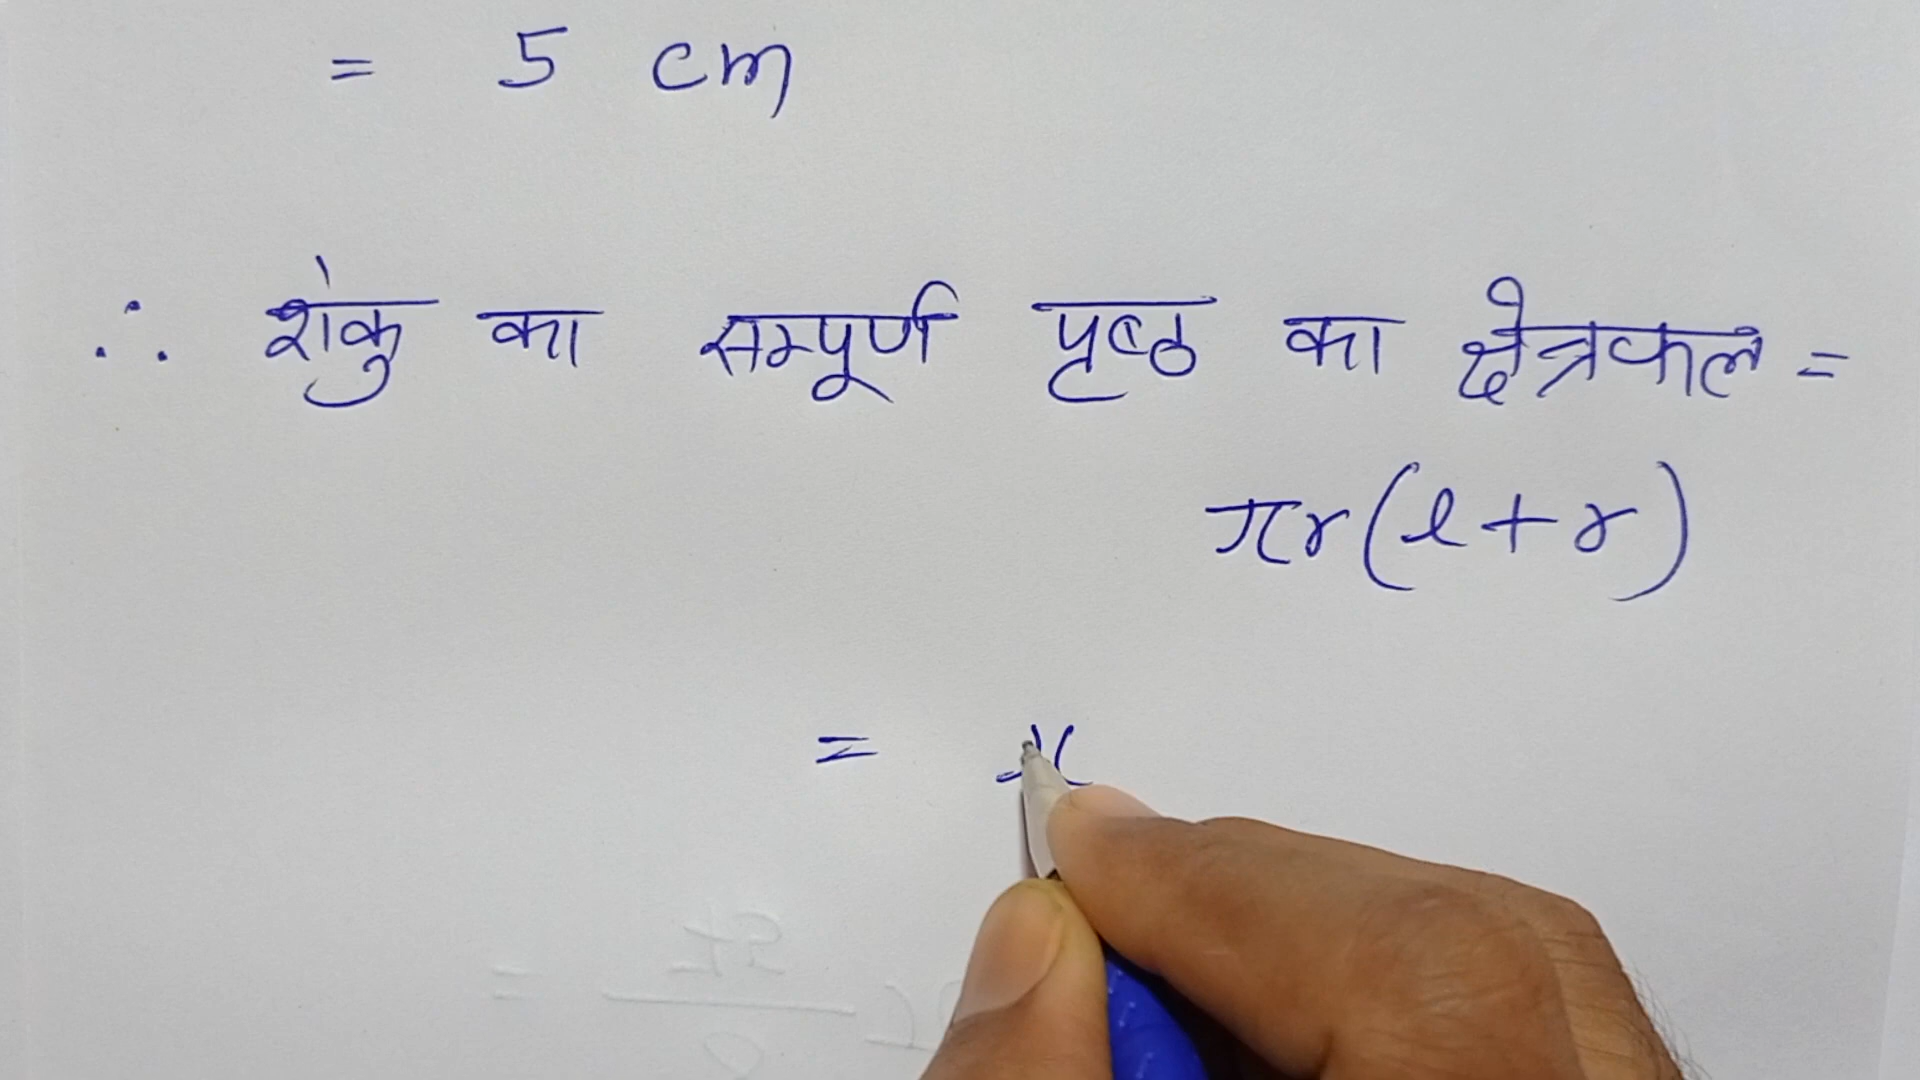 = 5 cm
∴ शंकु का सम्पूर्ण पृष्ठ का क्षेत्रफल =
πr(l+r)
= π